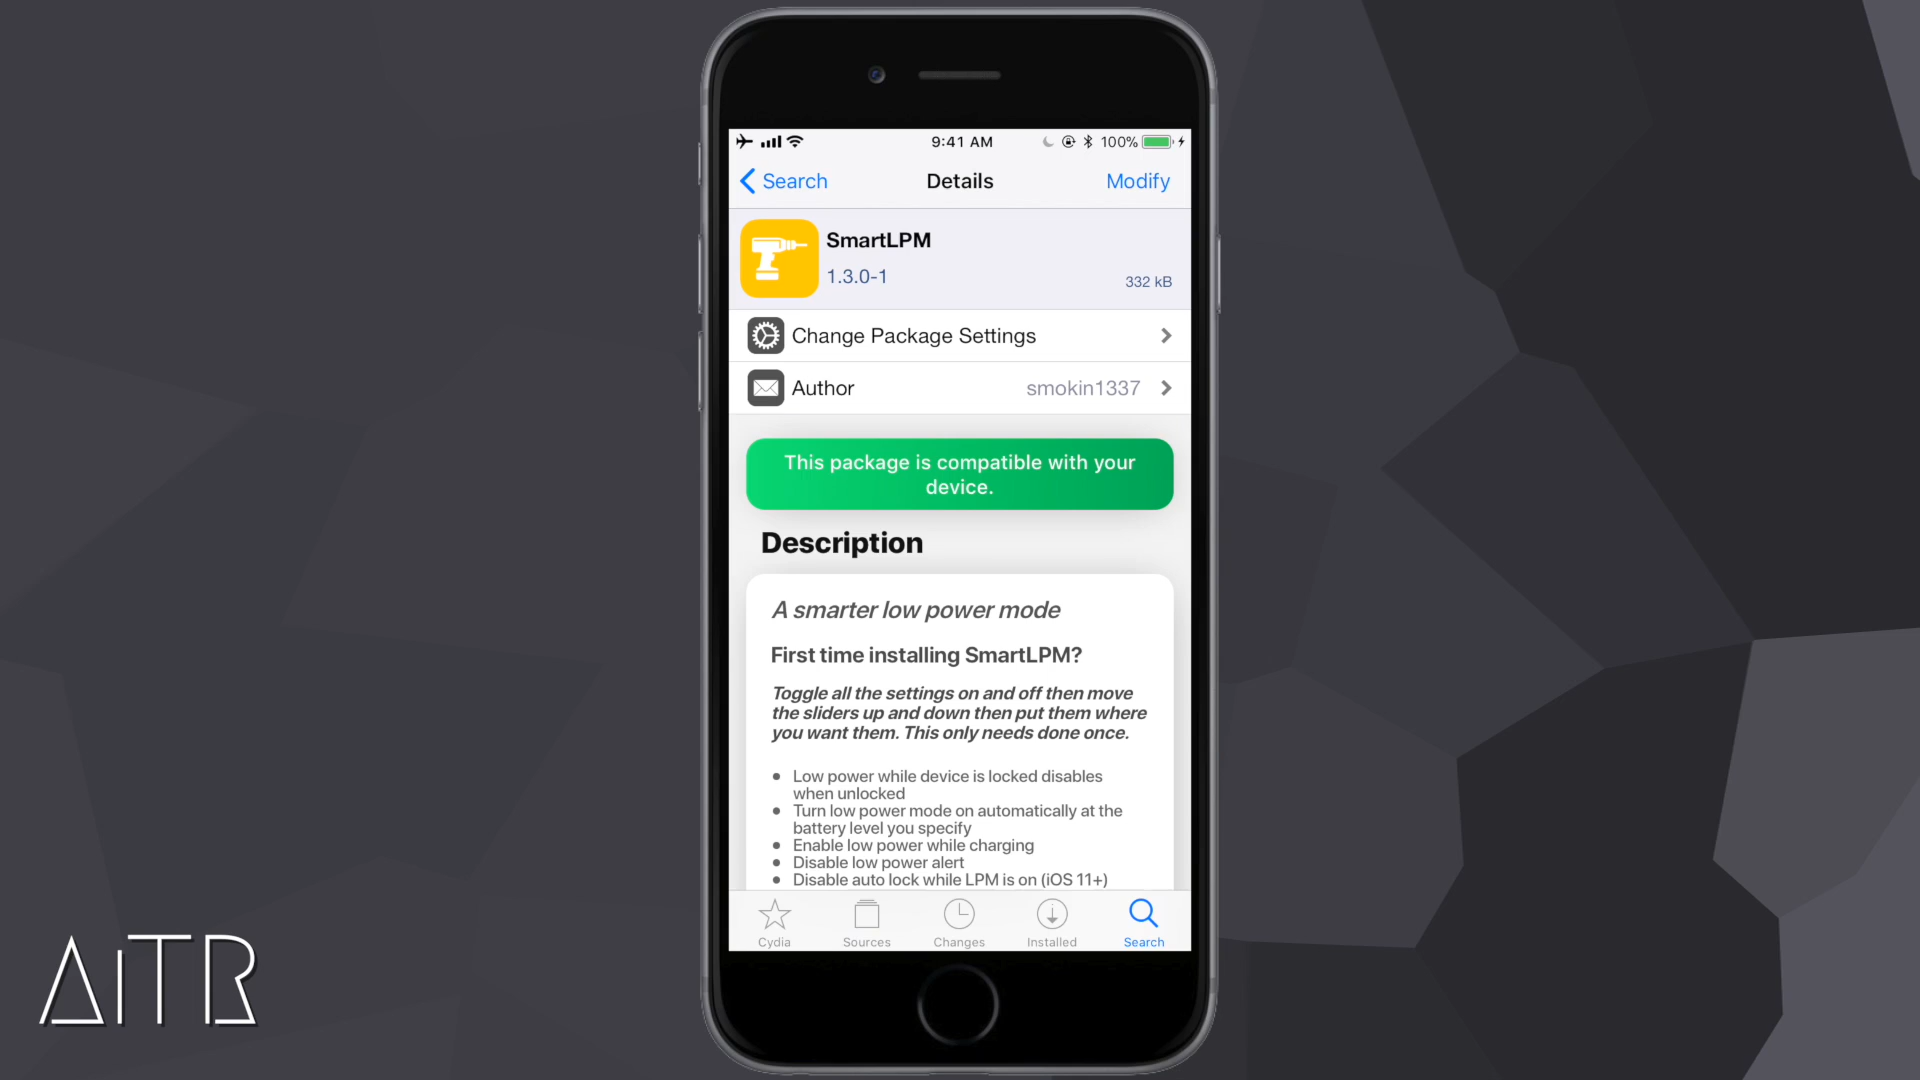 9:41 AM
100%
Search
Details
Modify
SmartLPM
1.3.0-1
332 kB
Change Package Settings
Author
smokin1337
This package is compatible with your
device.
Description
A smarter low power mode
First time installing SmartLPM?
Toggle all the settings on and off then move
the sliders up and down then put them where
you want them. This only needs done once.
• Low power while device is locked disables
when unlocked
• Turn low power mode on automatically at the
battery level you specify
• Enable low power while charging
• Disable low power alert
• Disable auto lock while LPM is on (iOS 11+)
Cydia
Sources
Changes
Installed
Search
AiTR